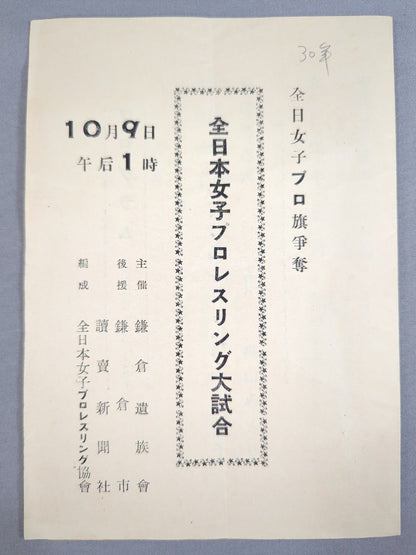 30年
全日女子プロ旗爭奪
全日本女子プロレスリング大試合
10月9日
午后1時
主催 鎌倉遺族會
後援 鎌倉市
讀賣新聞社
編成 全日本女子プロレスリング協會